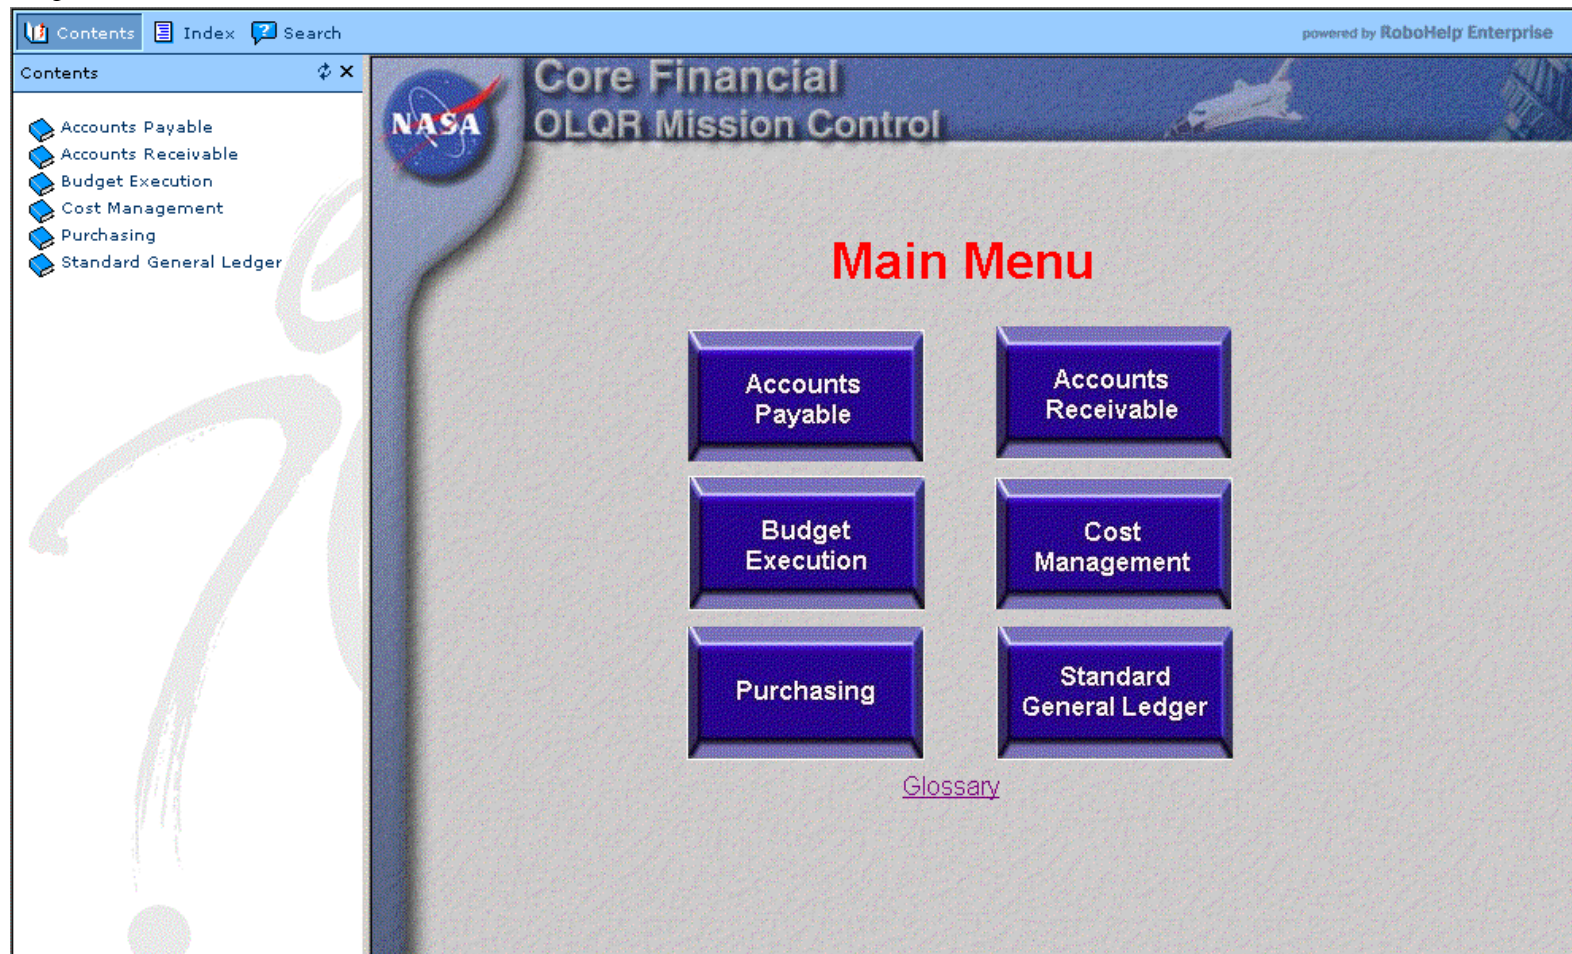 Contents
Index
Search
powered by RoboHelp Enterprise
Contents
Accounts Payable
Accounts Receivable
Budget Execution
Cost Management
Purchasing
Standard General Ledger
NASA
Core Financial
OLQR Mission Control
Main Menu
Accounts
Payable
Accounts
Receivable
Budget
Execution
Cost
Management
Purchasing
Standard
General Ledger
Glossary